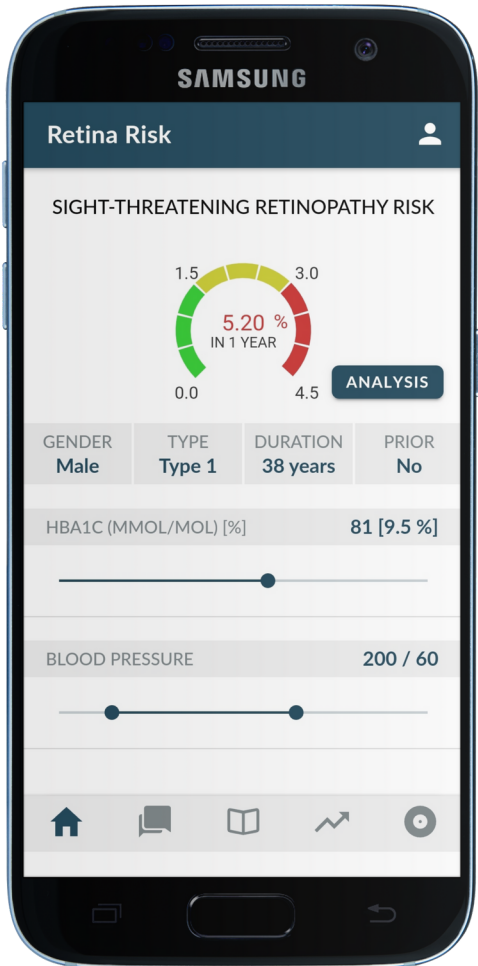 SAMSUNG
Retina Risk
SIGHT-THREATENING RETINOPATHY RISK
1.5 3.0
5.20 %
IN 1 YEAR
0.0 4.5
ANALYSIS
GENDER TYPE DURATION PRIOR
Male Type 1 38 years No
HBA1C (MMOL/MOL) [%] 81 [9.5 %]
BLOOD PRESSURE 200 / 60